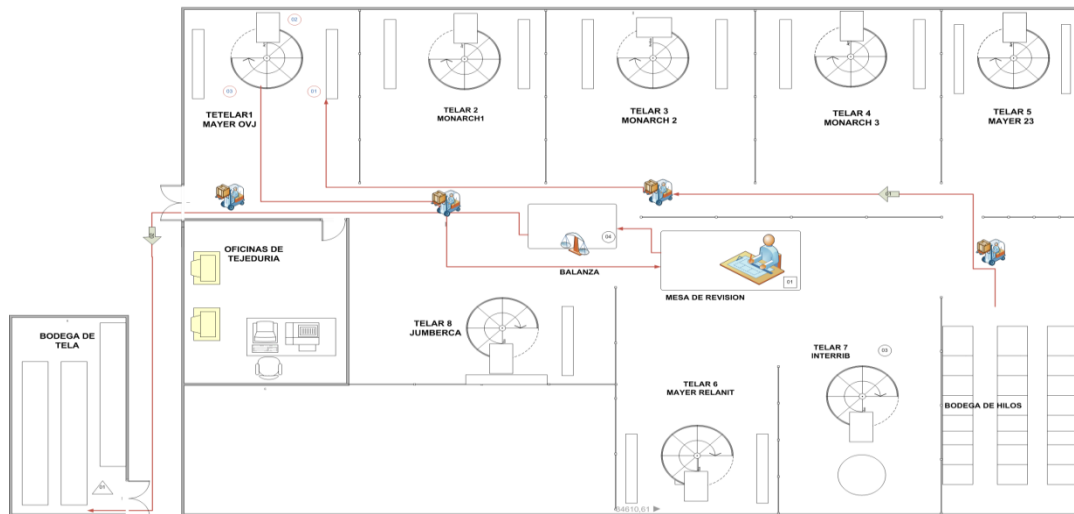 02
03
01
TETELAR1
MAYER OVJ
TELAR 2
MONARCH1
TELAR 3
MONARCH 2
TELAR 4
MONARCH 3
TELAR 5
MAYER 23
OFICINAS DE
TEJEDURIA
04
BALANZA
01
MESA DE REVISION
BODEGA DE
TELA
TELAR 8
JUMBERCA
TELAR 7
INTERRIB
03
TELAR 6
MAYER RELANIT
BODEGA DE HILOS
84610,61